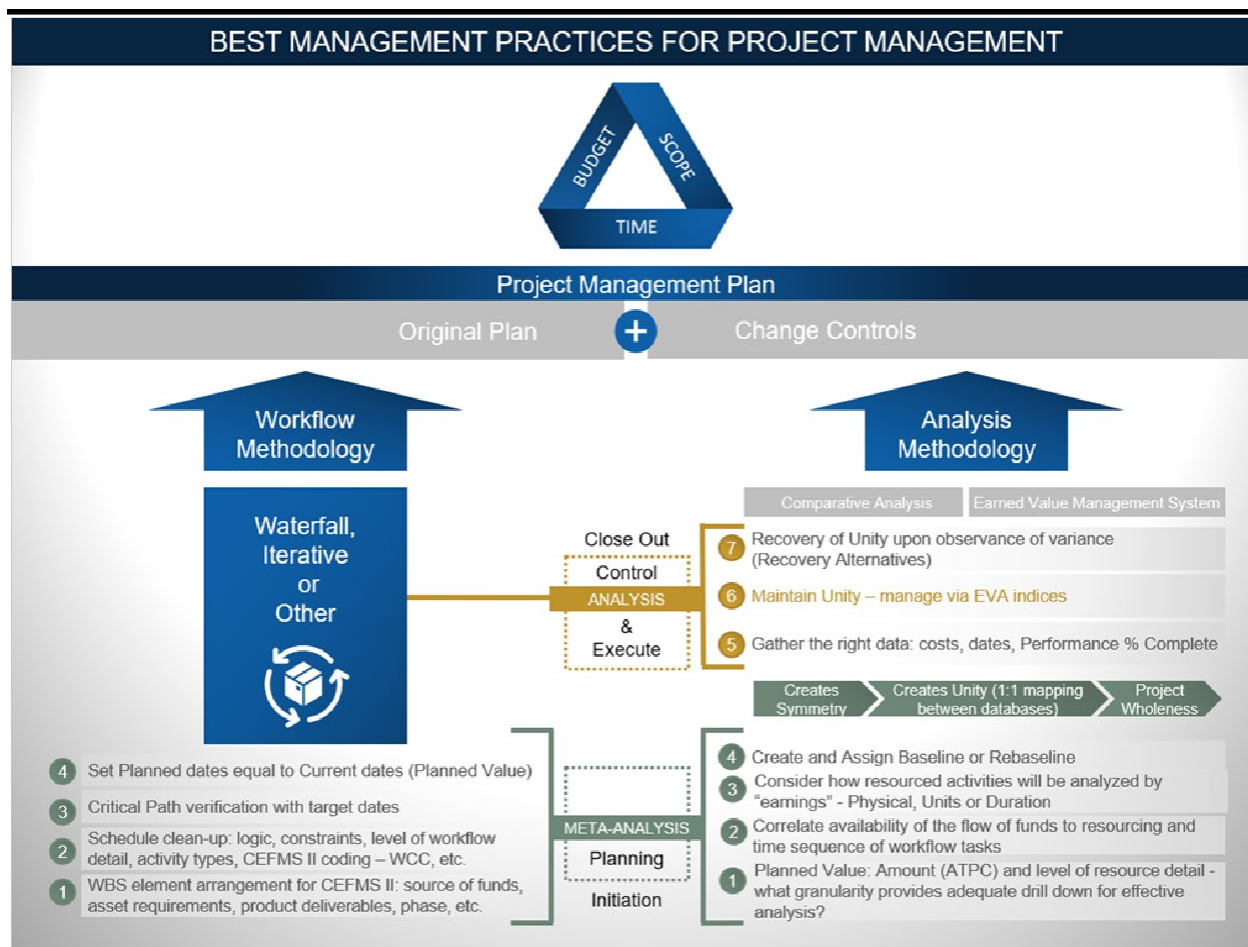 BEST MANAGEMENT PRACTICES FOR PROJECT MANAGEMENT
BUDGET
SCOPE
TIME
Project Management Plan
Original Plan
+
Change Controls
Workflow
Methodology
Analysis
Methodology
Waterfall,
Iterative
or
Other
Close Out
Control
ANALYSIS
&
Execute
Comparative Analysis
Earned Value Management System
7 Recovery of Unity upon observance of variance
(Recovery Alternatives)
6 Maintain Unity – manage via EVA indices
5 Gather the right data: costs, dates, Performance % Complete
Creates
Symmetry
Creates Unity (1:1 mapping
between databases)
Project
Wholeness
4 Set Planned dates equal to Current dates (Planned Value)
3 Critical Path verification with target dates
2 Schedule clean-up: logic, constraints, level of workflow
detail, activity types, CEFMS II coding – WCC, etc.
1 WBS element arrangement for CEFMS II: source of funds,
asset requirements, product deliverables, phase, etc.
META-ANALYSIS
Planning
Initiation
4 Create and Assign Baseline or Rebaseline
3 Consider how resourced activities will be analyzed by
"earnings" - Physical, Units or Duration
2 Correlate availability of the flow of funds to resourcing and
time sequence of workflow tasks
1 Planned Value: Amount (ATPC) and level of resource detail -
what granularity provides adequate drill down for effective
analysis?